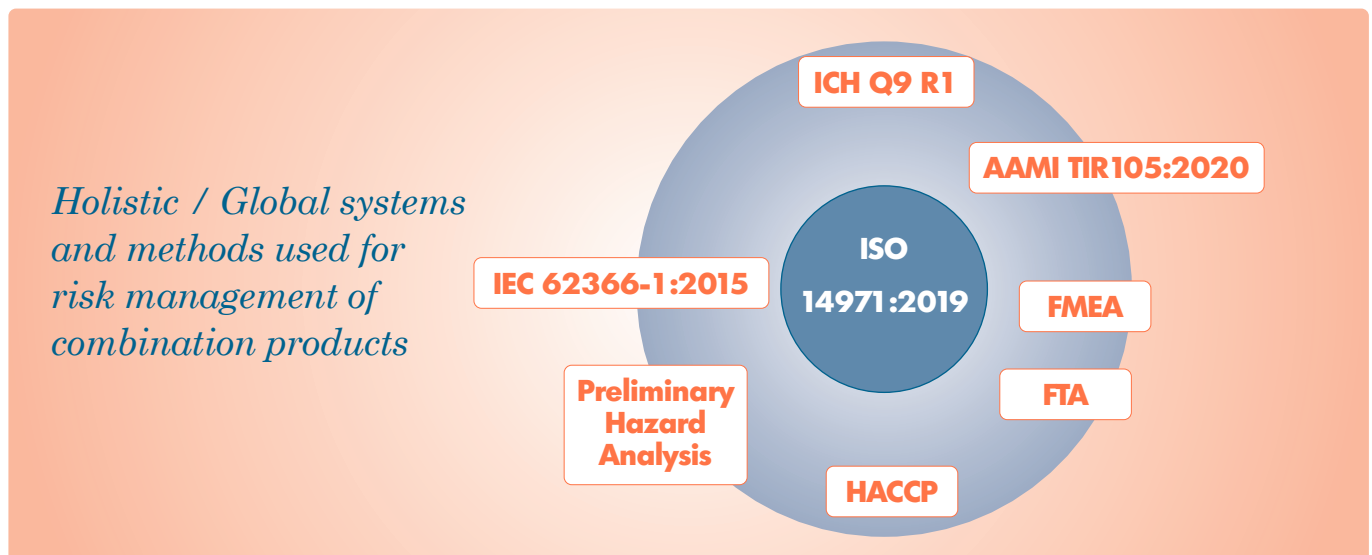 Holistic / Global systems
and methods used for
risk management of
combination products
ICH Q9 R1
AAMI TIR105:2020
ISO
14971:2019
IEC 62366-1:2015
FMEA
Preliminary
Hazard
Analysis
FTA
HACCP